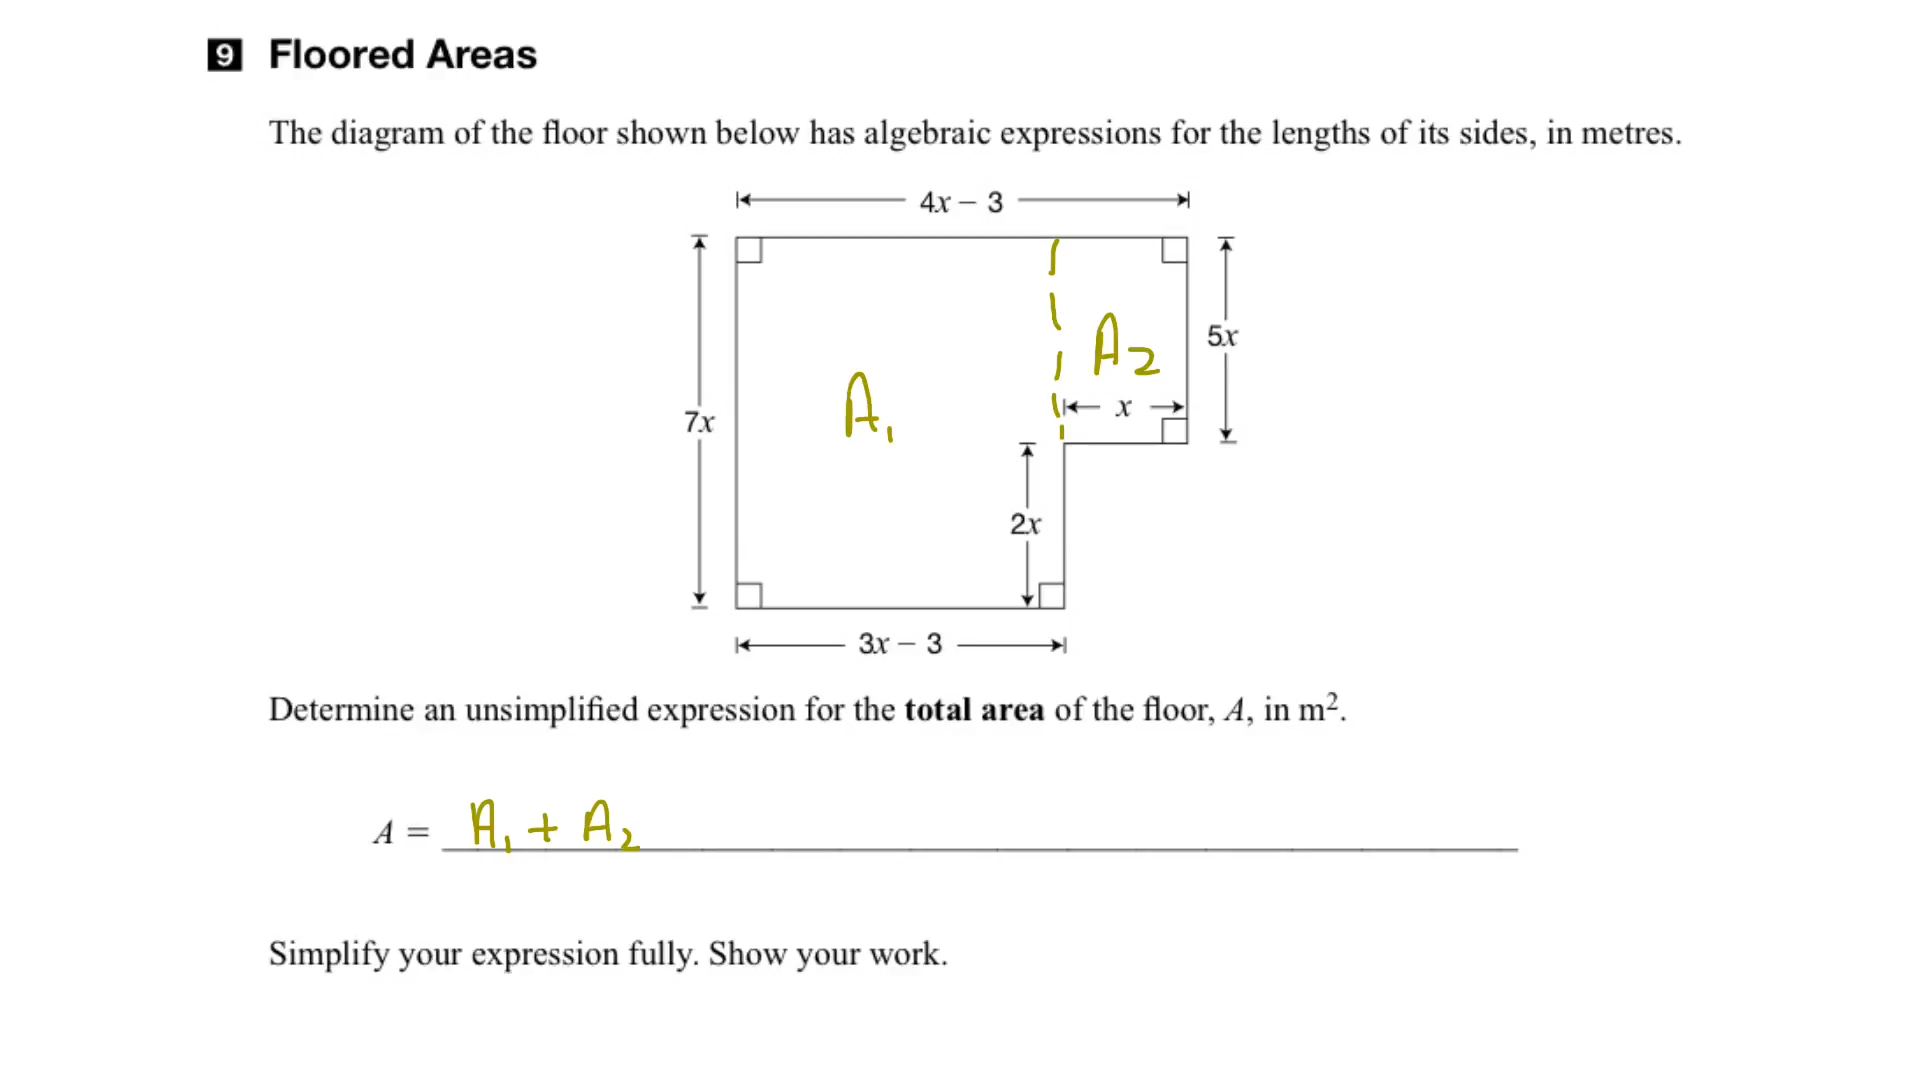 9 Floored Areas
The diagram of the floor shown below has algebraic expressions for the lengths of its sides, in metres.
4x – 3
A₂
5x
x
A₁
7x
2x
3x – 3
Determine an unsimplified expression for the total area of the floor, A, in m².
A = A₁ + A₂
Simplify your expression fully. Show your work.